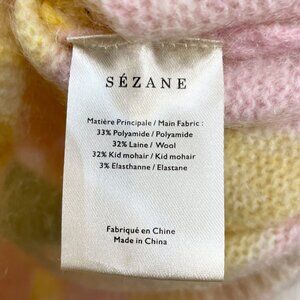 SÉZANE
Matière Principale / Main Fabric :
33% Polyamide / Polyamide
32% Laine / Wool
32% Kid mohair / Kid mohair
3% Elasthanne / Elastane
Fabriqué en Chine
Made in China